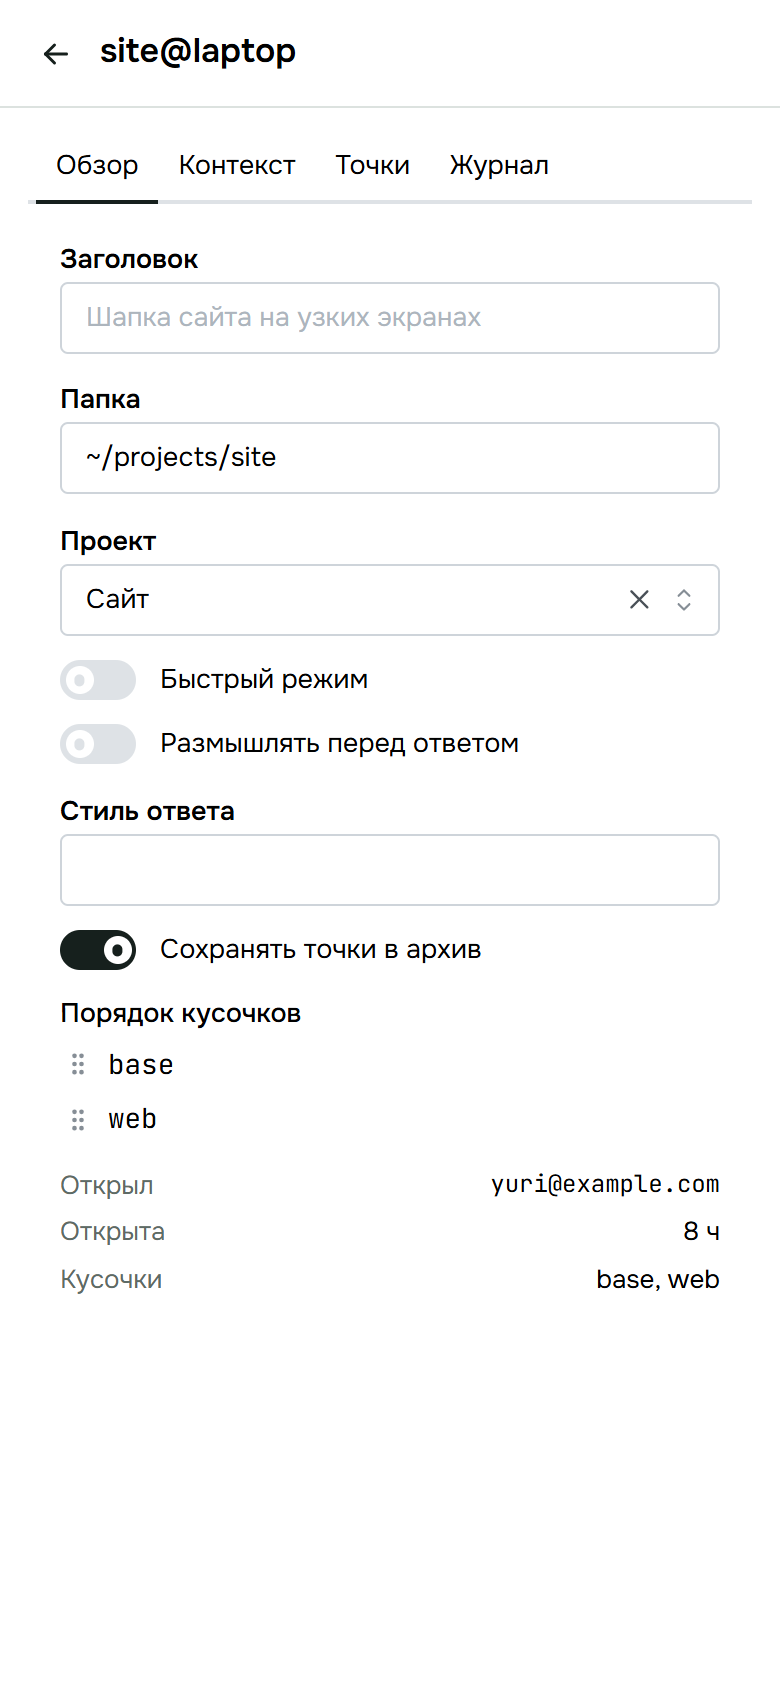 site@laptop
Обзор Контекст Точки Журнал
Заголовок
Шапка сайта на узких экранах
Папка
~/projects/site
Проект
Сайт
Быстрый режим
Размышлять перед ответом
Стиль ответа
Сохранять точки в архив
Порядок кусочков
base
web
Открыл yuri@example.com
Открыта 8 ч
Кусочки base, web